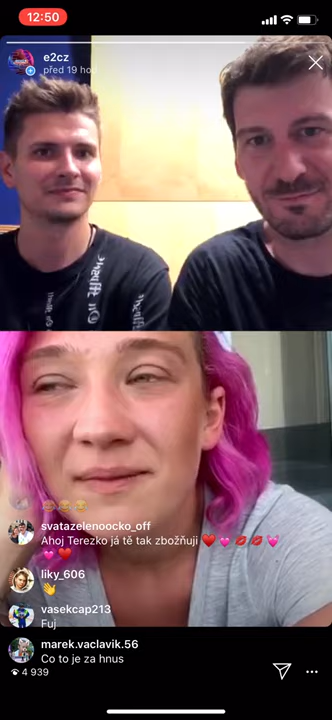 12:50
e2cz
před 19 ho
svatazelenoocko_off
Ahoj Terezko já tě tak zbožňuji
liky_606
vasekcap213
Fuj
marek.vaclavik.56
Co to je za hnus
4 939